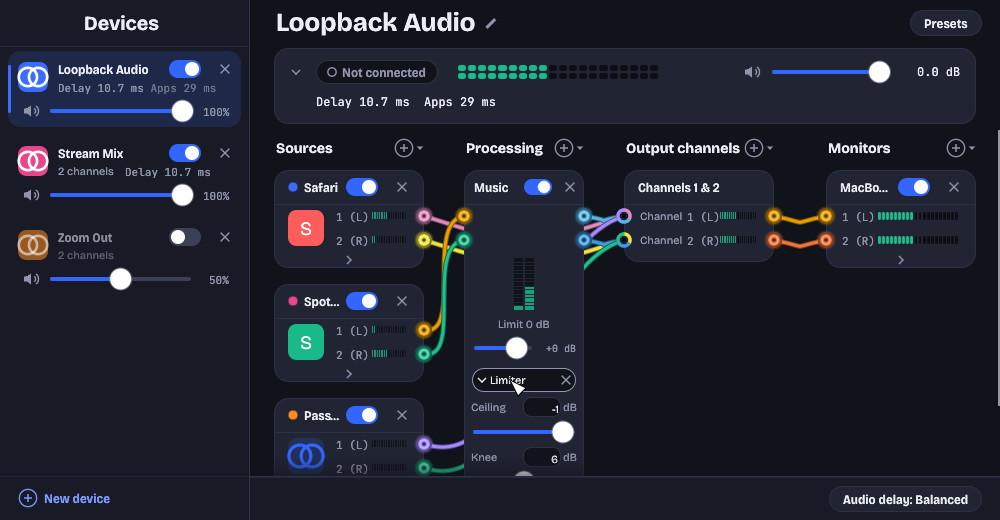 Devices
Loopback Audio
Delay 10.7 ms Apps 29 ms
100%
Stream Mix
2 channels Delay 10.7 ms
100%
Zoom Out
2 channels
50%
New device
Loopback Audio
Presets
Not connected
0.0 dB
Delay 10.7 ms Apps 29 ms
Sources
Safari
S
1 (L)
2 (R)
Spot...
S
1 (L)
2 (R)
Pass...
1 (L)
2 (R)
Processing
Music
Limit 0 dB
+0 dB
Limiter
Ceiling -1 dB
Knee 6 dB
Output channels
Channels 1 & 2
Channel 1 (L)
Channel 2 (R)
Monitors
MacBo...
1 (L)
2 (R)
Audio delay: Balanced